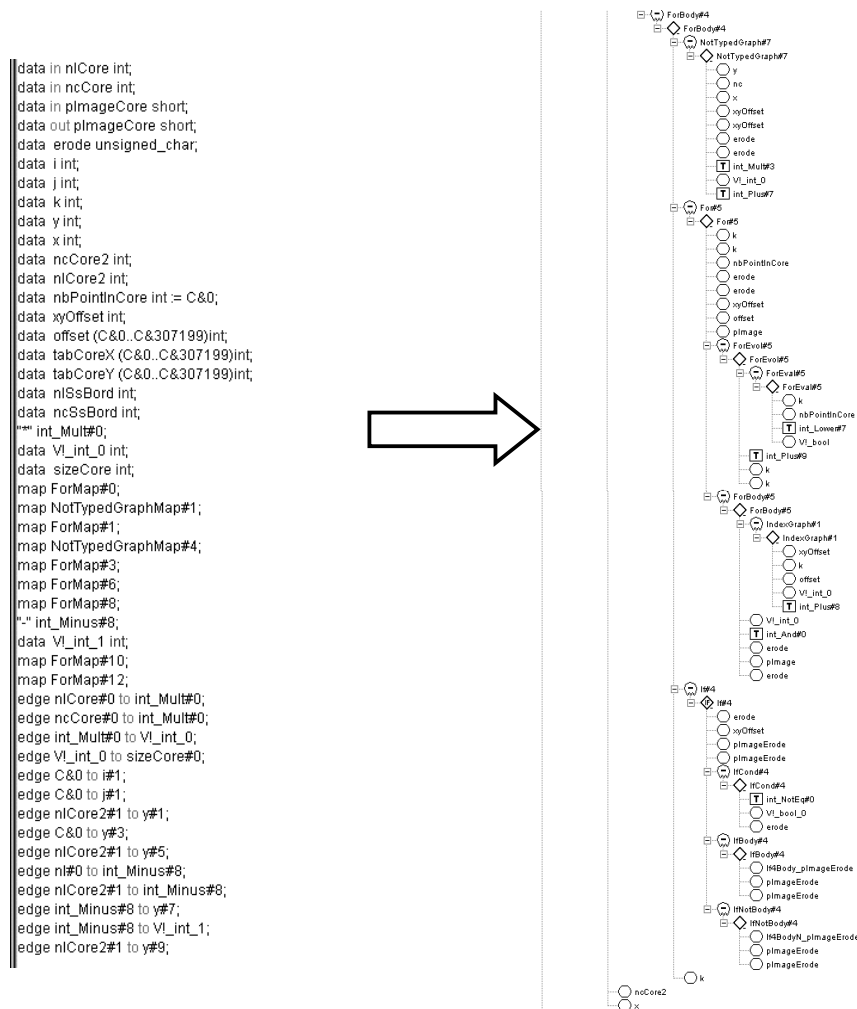 data in nlCore int;
data in ncCore int;
data in pImageCore short;
data out pImageCore short;
data erode unsigned_char;
data i int;
data j int;
data k int;
data y int;
data x int;
data ncCore2 int;
data nlCore2 int;
data nbPointInCore int := C&0;
data xyOffset int;
data offset (C&0..C&307199)int;
data tabCoreX (C&0..C&307199)int;
data tabCoreY (C&0..C&307199)int;
data nlSsBord int;
data ncSsBord int;
"*" int_Mult#0;
data V!_int_0 int;
data sizeCore int;
map ForMap#0;
map NotTypedGraphMap#1;
map ForMap#1;
map NotTypedGraphMap#4;
map ForMap#3;
map ForMap#6;
map ForMap#8;
"-" int_Minus#8;
data V!_int_1 int;
map ForMap#10;
map ForMap#12;
edge nlCore#0 to int_Mult#0;
edge ncCore#0 to int_Mult#0;
edge int_Mult#0 to V!_int_0;
edge V!_int_0 to sizeCore#0;
edge C&0 to i#1;
edge C&0 to j#1;
edge nlCore2#1 to y#1;
edge C&0 to y#3;
edge nlCore2#1 to y#5;
edge nl#0 to int_Minus#8;
edge nlCore2#1 to int_Minus#8;
edge int_Minus#8 to y#7;
edge int_Minus#8 to V!_int_1;
edge nlCore2#1 to y#9;
ForBody#4
ForBody#4
NotTypedGraph#7
NotTypedGraph#7
y
nc
x
xyOffset
xyOffset
erode
erode
T int_Mult#3
V!_int_0
T int_Plus#7
For#5
For#5
k
k
nbPointInCore
erode
erode
xyOffset
offset
pImage
ForEvol#5
ForEvol#5
ForEval#5
ForEval#5
k
nbPointInCore
T int_Lower#7
V!_bool
T int_Plus#9
k
k
ForBody#5
ForBody#5
IndexGraph#1
IndexGraph#1
xyOffset
k
offset
V!_int_0
T int_Plus#8
V!_int_0
T int_And#0
erode
pImage
erode
If#4
If#4
erode
xyOffset
pImageErode
pImageErode
IfCond#4
IfCond#4
T int_NotEq#0
V!_bool_0
erode
IfBody#4
IfBody#4
If4Body_pImageErode
pImageErode
pImageErode
IfNotBody#4
IfNotBody#4
If4BodyN_pImageErode
pImageErode
pImageErode
k
ncCore2
x